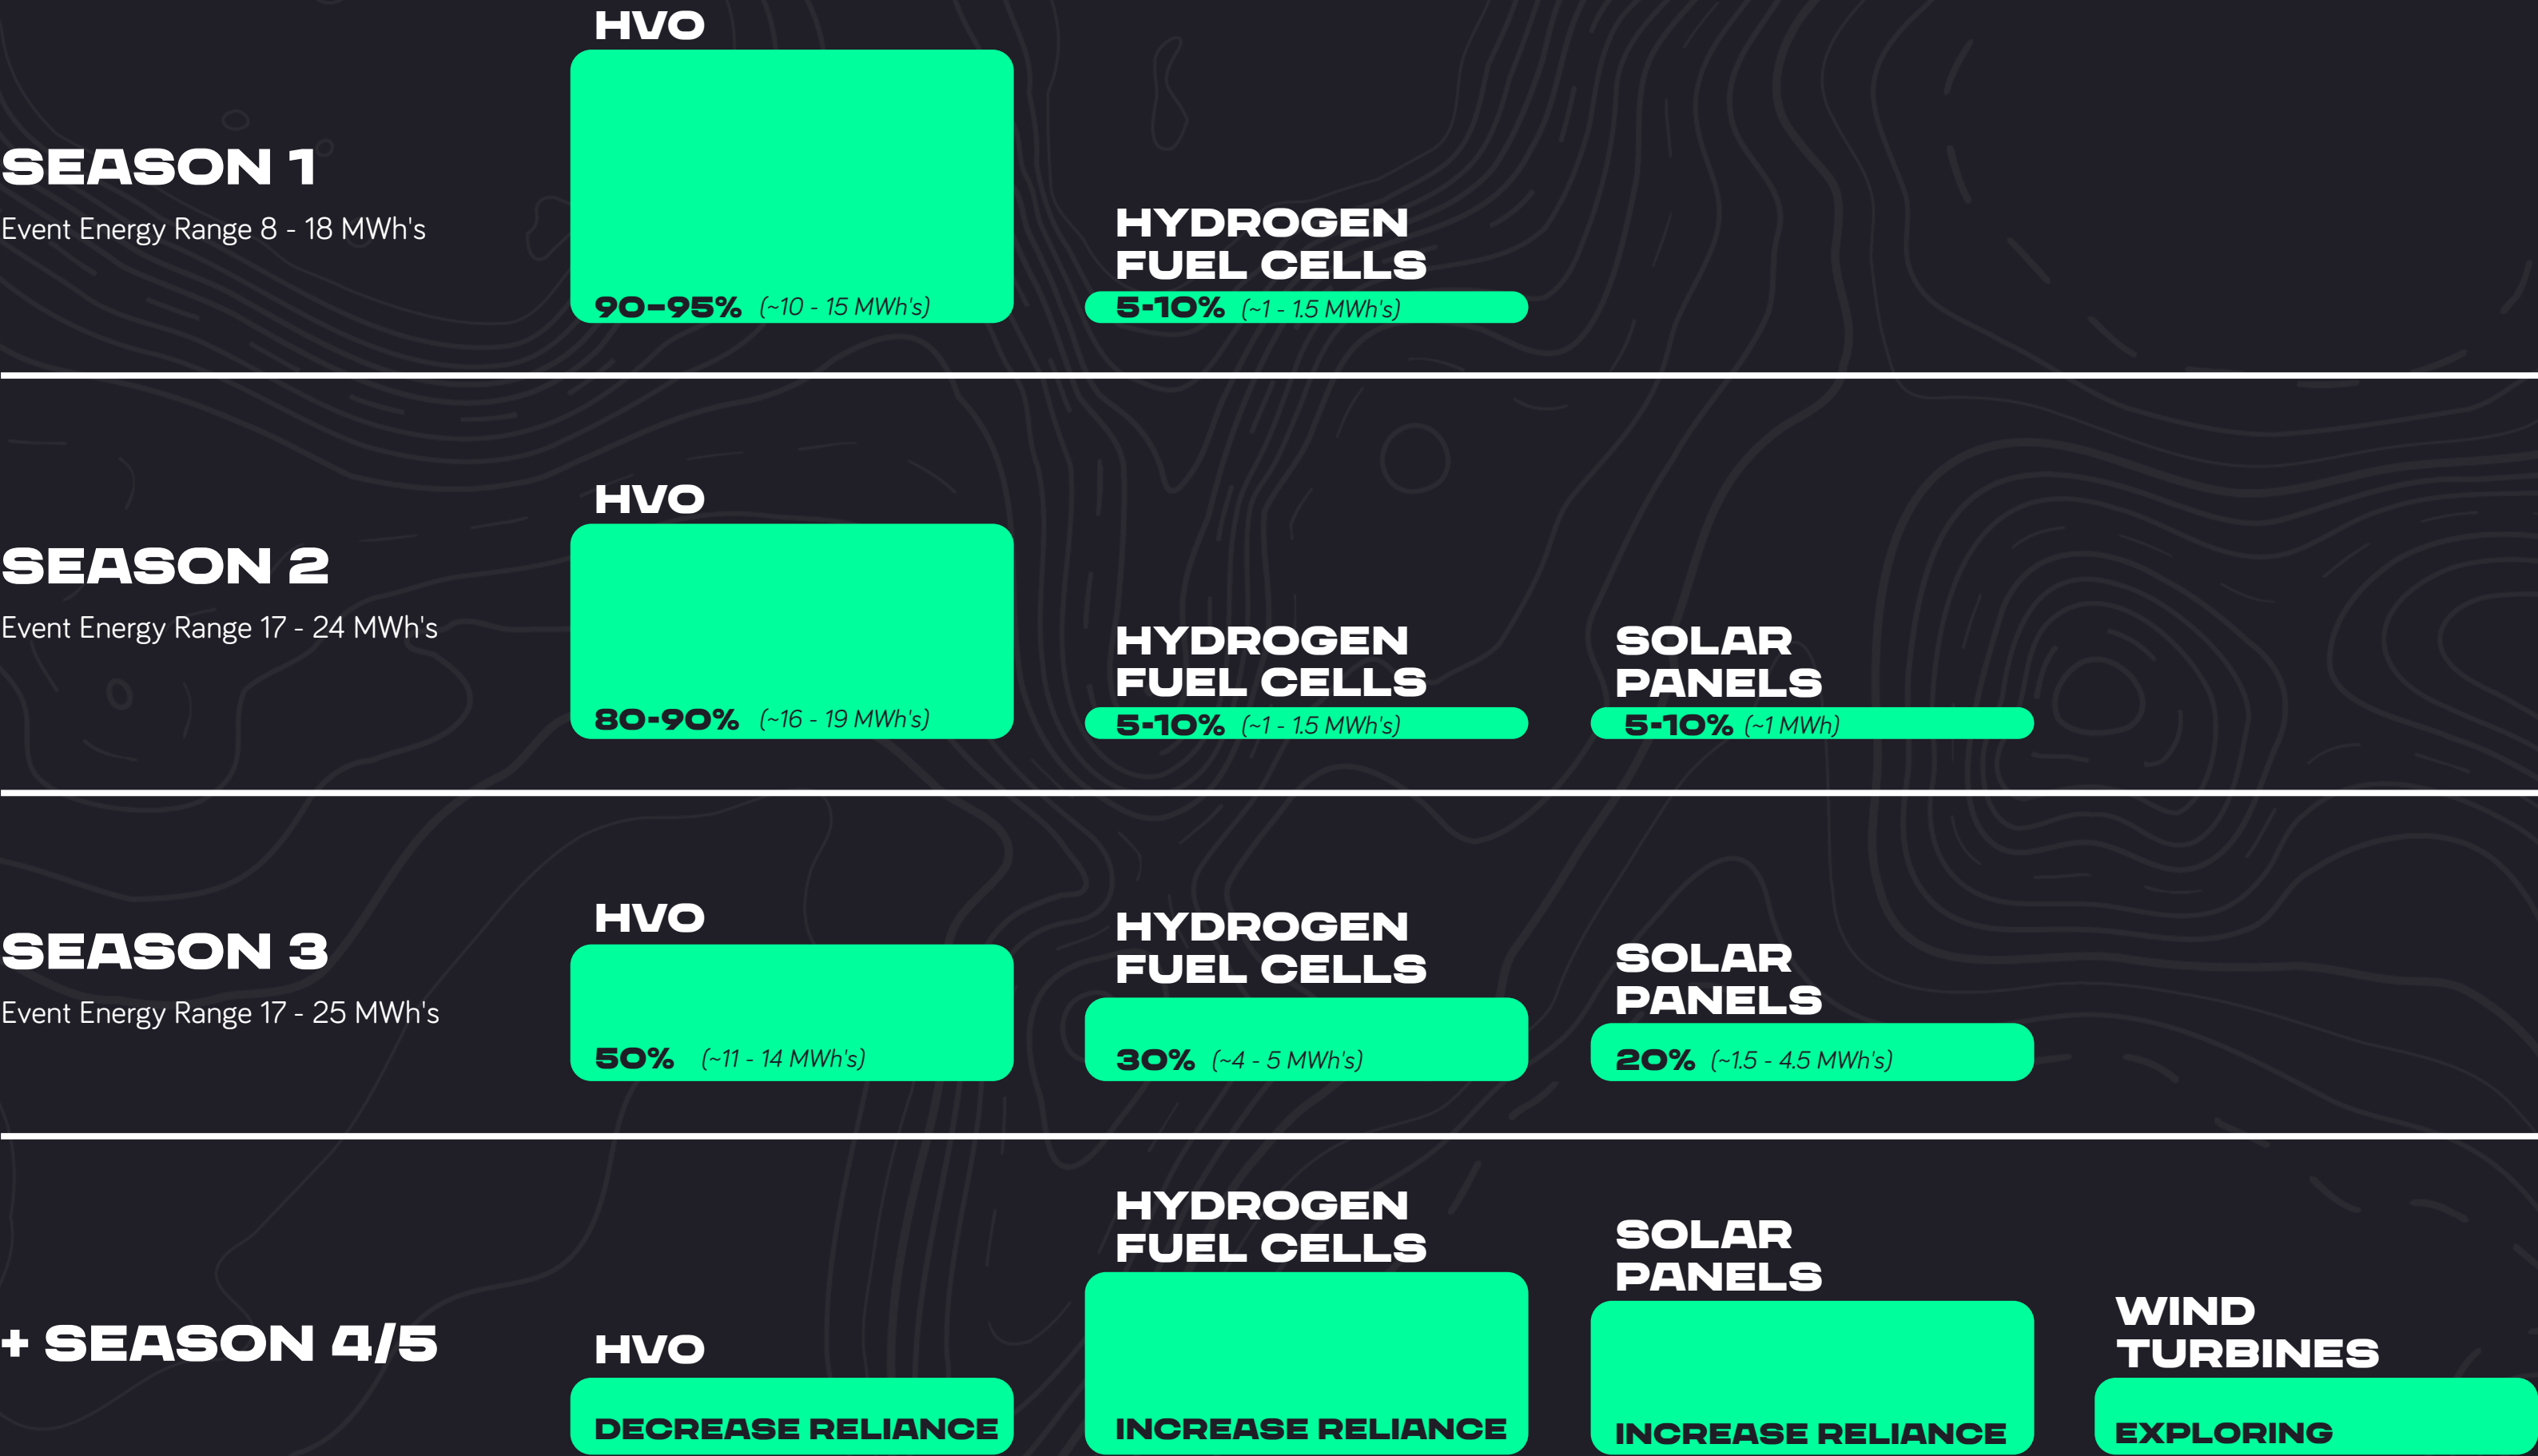 SEASON 1
Event Energy Range 8 - 18 MWh's
HVO
90–95% (~10 - 15 MWh's)
HYDROGEN
FUEL CELLS
5-10% (~1 - 1.5 MWh's)
SEASON 2
Event Energy Range 17 - 24 MWh's
HVO
80-90% (~16 - 19 MWh's)
HYDROGEN
FUEL CELLS
5-10% (~1 - 1.5 MWh's)
SOLAR
PANELS
5-10% (~1 MWh)
SEASON 3
Event Energy Range 17 - 25 MWh's
HVO
50% (~11 - 14 MWh's)
HYDROGEN
FUEL CELLS
30% (~4 - 5 MWh's)
SOLAR
PANELS
20% (~1.5 - 4.5 MWh's)
+ SEASON 4/5
HVO
DECREASE RELIANCE
HYDROGEN
FUEL CELLS
INCREASE RELIANCE
SOLAR
PANELS
INCREASE RELIANCE
WIND
TURBINES
EXPLORING